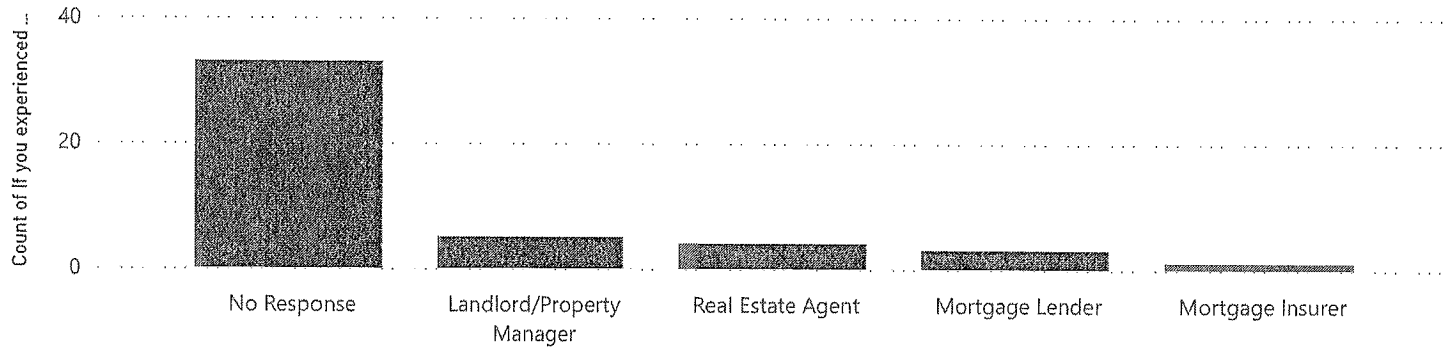 Count of If you experienced ...
40
20
0
No Response
Landlord/Property
Manager
Real Estate Agent
Mortgage Lender
Mortgage Insurer